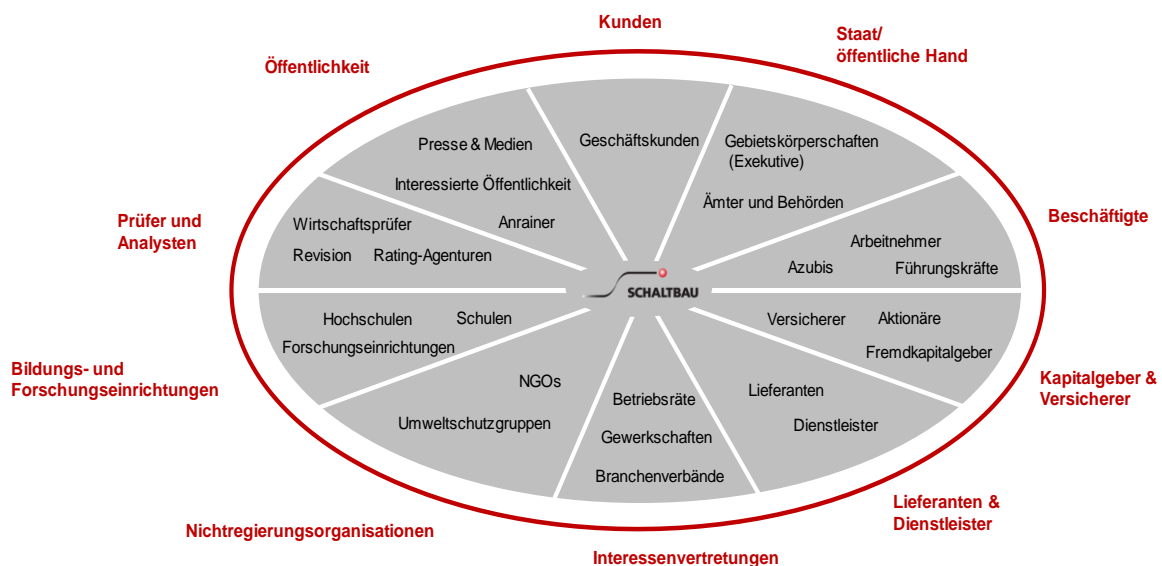 Kunden
Staat/
öffentliche Hand
Öffentlichkeit
Presse & Medien
Interessierte Öffentlichkeit
Anrainer
Geschäftskunden
Gebietskörperschaften
(Exekutive)
Ämter und Behörden
Prüfer und
Analysten
Wirtschaftsprüfer
Revision
Rating-Agenturen
Beschäftigte
Arbeitnehmer
Azubis
Führungskräfte
SCHALTBAU
Bildungs- und
Forschungseinrichtungen
Hochschulen
Schulen
Forschungseinrichtungen
Versicherer
Aktionäre
Fremdkapitalgeber
Kapitalgeber &
Versicherer
NGOs
Umweltschutzgruppen
Betriebsräte
Gewerkschaften
Branchenverbände
Lieferanten
Dienstleister
Lieferanten &
Dienstleister
Nichtregierungsorganisationen
Interessenvertretungen